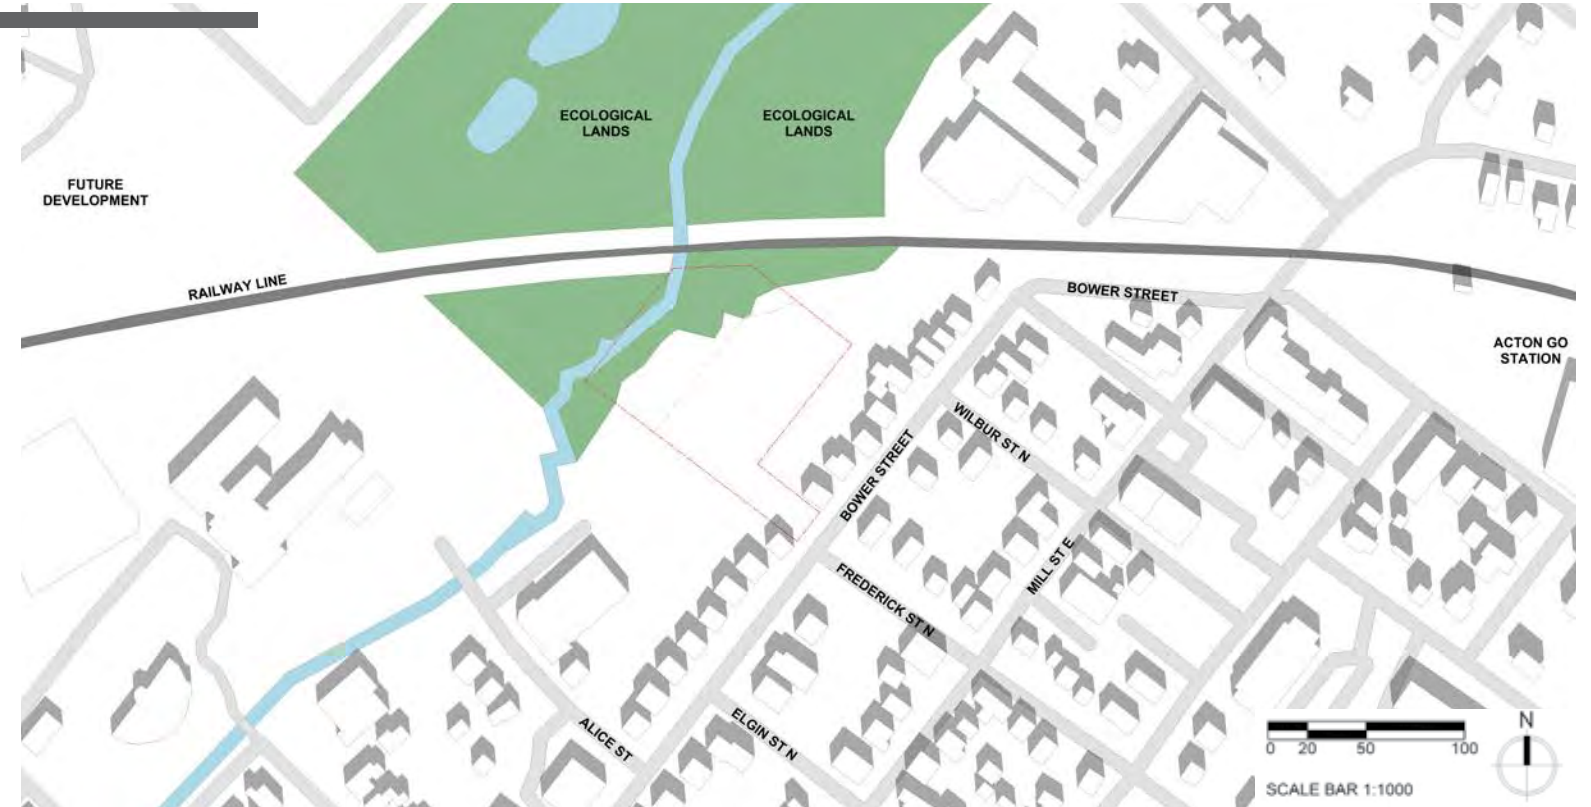 ECOLOGICAL
LANDS
ECOLOGICAL
LANDS
FUTURE
DEVELOPMENT
RAILWAY LINE
BOWER STREET
ACTON GO
STATION
WILBUR ST N
BOWER STREET
MILL ST E
FREDERICK ST N
ELGIN ST N
ALICE ST
N
0 20 50 100
SCALE BAR 1:1000